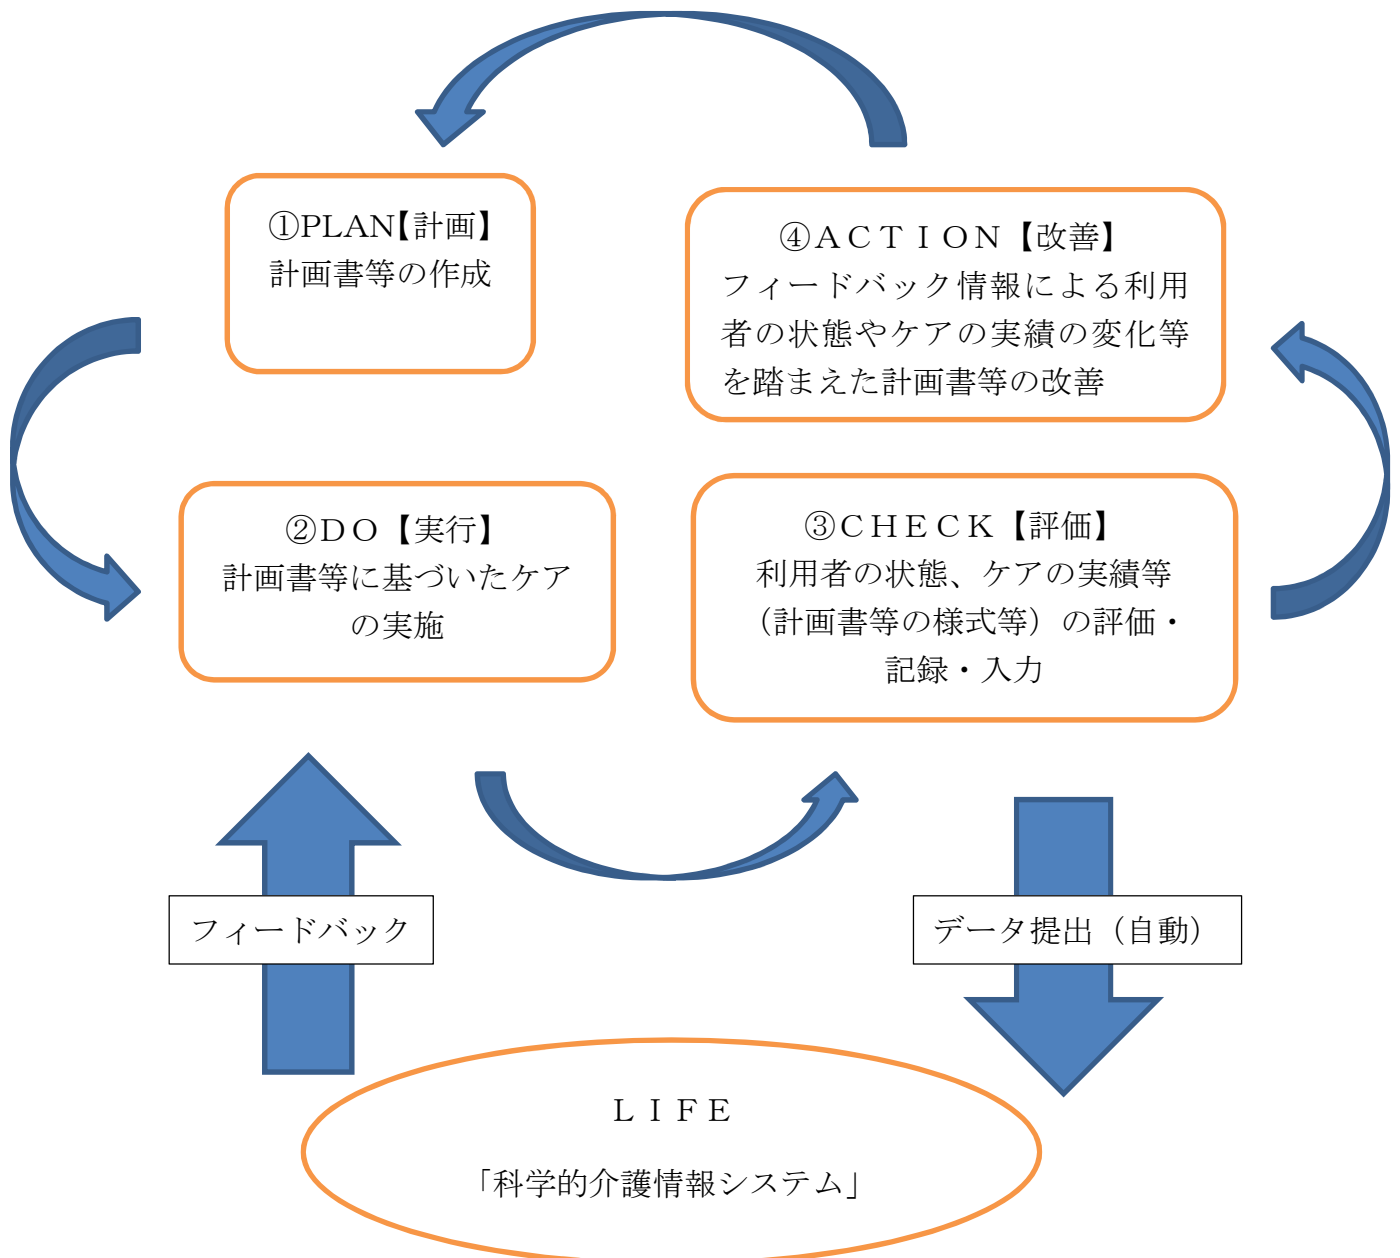 ①PLAN【計画】
計画書等の作成
④ＡＣＴＩＯＮ【改善】
フィードバック情報による利用
者の状態やケアの実績の変化等
を踏まえた計画書等の改善
②ＤＯ【実行】
計画書等に基づいたケア
の実施
③ＣＨＥＣＫ【評価】
利用者の状態、ケアの実績等
（計画書等の様式等）の評価・
記録・入力
フィードバック
データ提出（自動）
ＬＩＦＥ
「科学的介護情報システム」